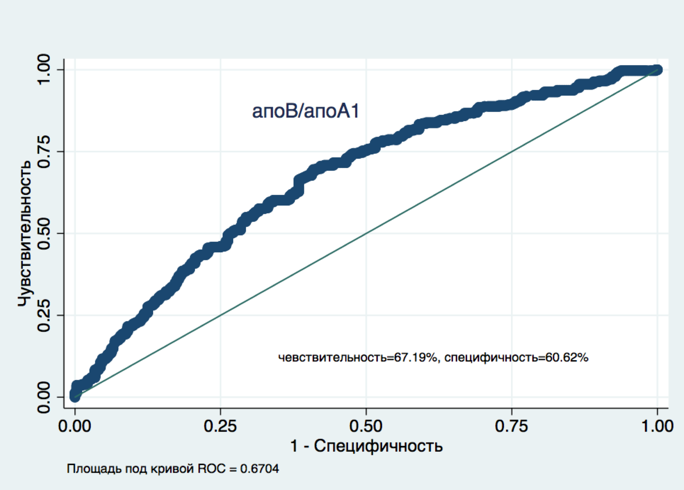 апоВ/апоА1
Чувствительность
1.00
0.75
0.50
0.25
0.00
чевствительность=67.19%, специфичность=60.62%
0.00 0.25 0.50 0.75 1.00
1 - Специфичность
Площадь под кривой ROC = 0.6704